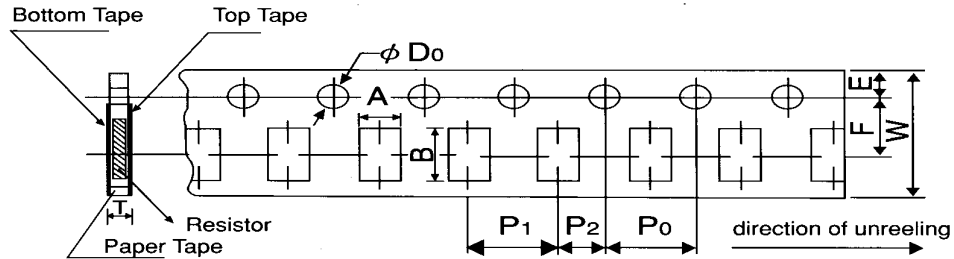 Bottom Tape
Top Tape
φ D0
A
B
E
F
W
T
Resistor
Paper Tape
P1
P2
P0
direction of unreeling